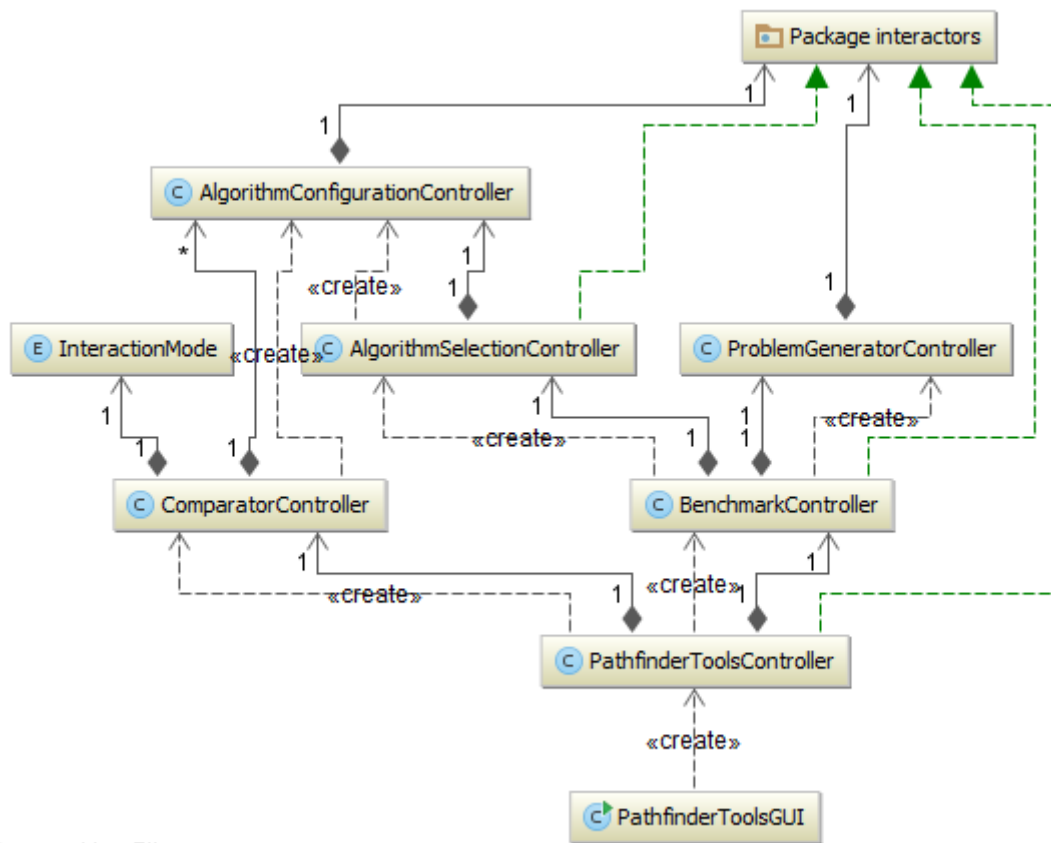 Package interactors
1
1
1
C AlgorithmConfigurationController
*
1
«create»
1
1
E InteractionMode
«create»
C AlgorithmSelectionController
C ProblemGeneratorController
1
1
1
«create»
1
1
1
1
«create»
1
C ComparatorController
C BenchmarkController
1
1
«create»
«create»
1
1
C PathfinderToolsController
«create»
C PathfinderToolsGUI